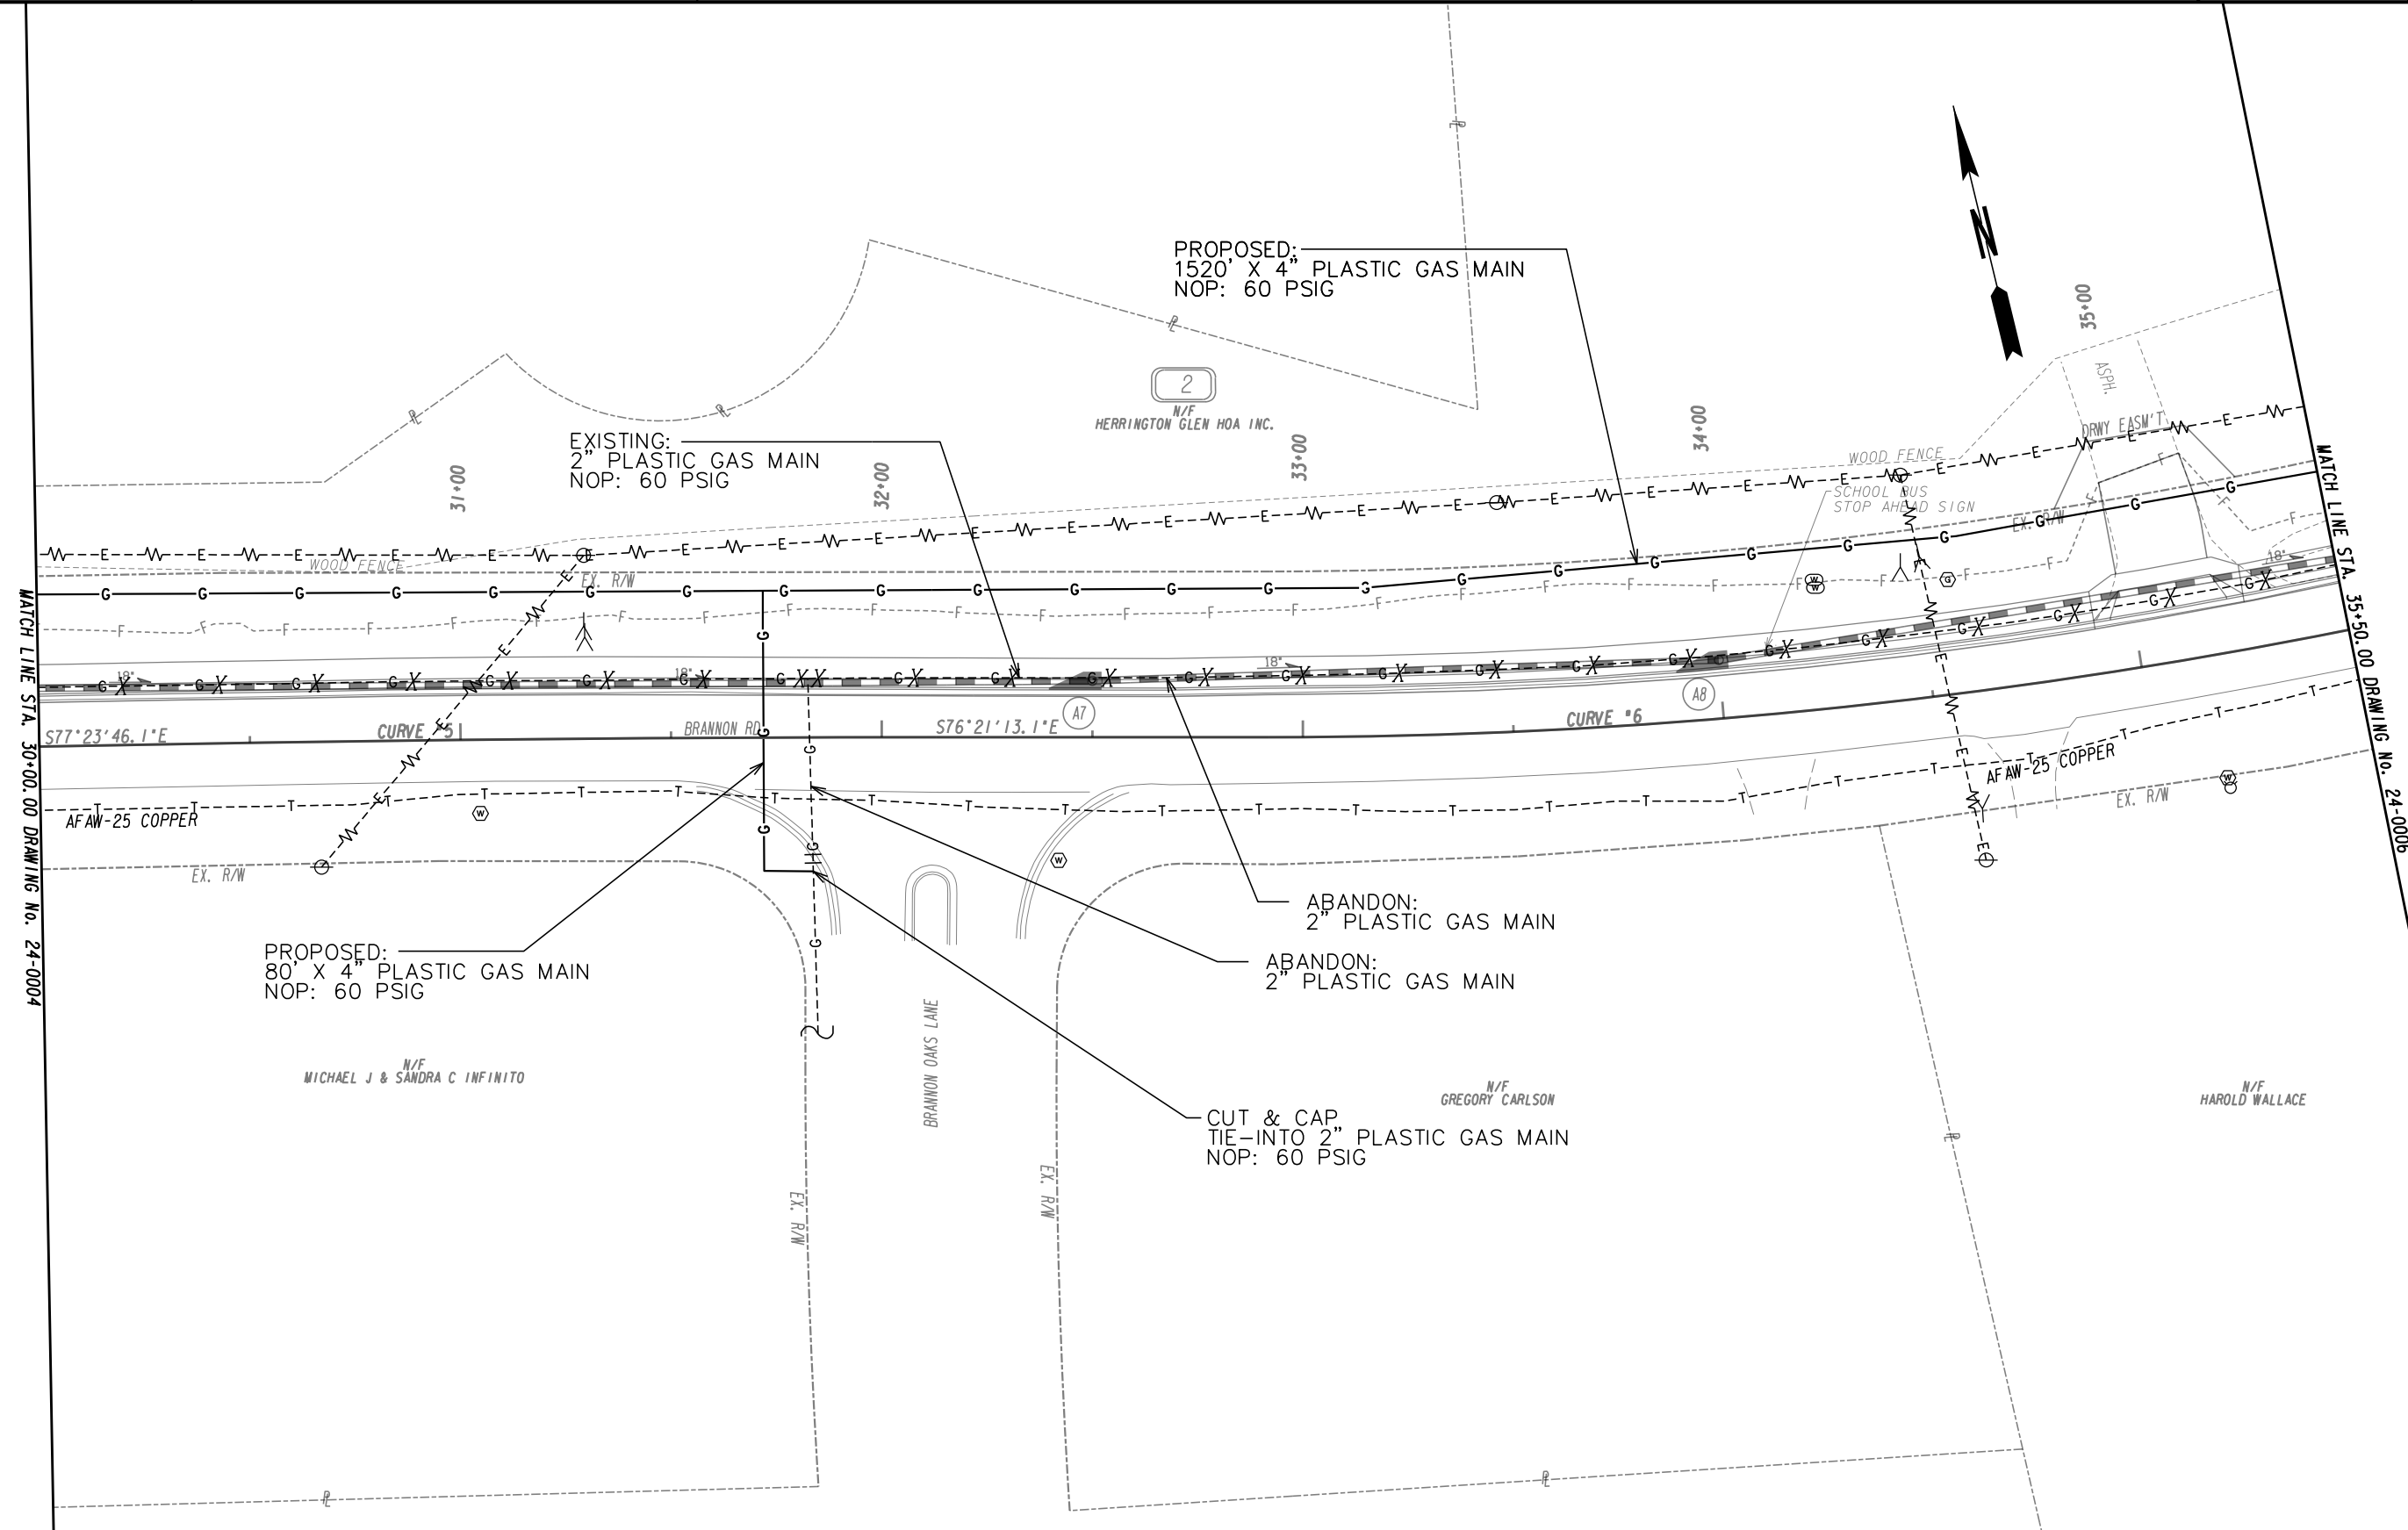 PROPOSED:
1520' X 4" PLASTIC GAS MAIN
NOP: 60 PSIG
2
N/F
HERRINGTON GLEN HOA INC.
N
35+00
ASPH.
DRWY EASM'T
EXISTING:
2" PLASTIC GAS MAIN
NOP: 60 PSIG
31+00
32+00
33+00
34+00
WOOD FENCE
SCHOOL BUS
STOP AHEAD SIGN
WOOD FENCE
EX. R/W
EX. R/W
18"
18"
18"
18"
A7
A8
S77°23'46.1"E
CURVE #5
BRANNON RD
S76°21'13.1"E
CURVE #6
AFAW-25 COPPER
AFAW-25 COPPER
EX. R/W
EX. R/W
MATCH LINE STA. 30+00.00 DRAWING No. 24-0004
MATCH LINE STA. 35+50.00 DRAWING No. 24-0006
ABANDON:
2" PLASTIC GAS MAIN
ABANDON:
2" PLASTIC GAS MAIN
PROPOSED:
80' X 4" PLASTIC GAS MAIN
NOP: 60 PSIG
BRANNON OAKS LANE
N/F
MICHAEL J & SANDRA C INFINITO
N/F
GREGORY CARLSON
N/F
HAROLD WALLACE
CUT & CAP
TIE-INTO 2" PLASTIC GAS MAIN
NOP: 60 PSIG
EX. R/W
EX. R/W